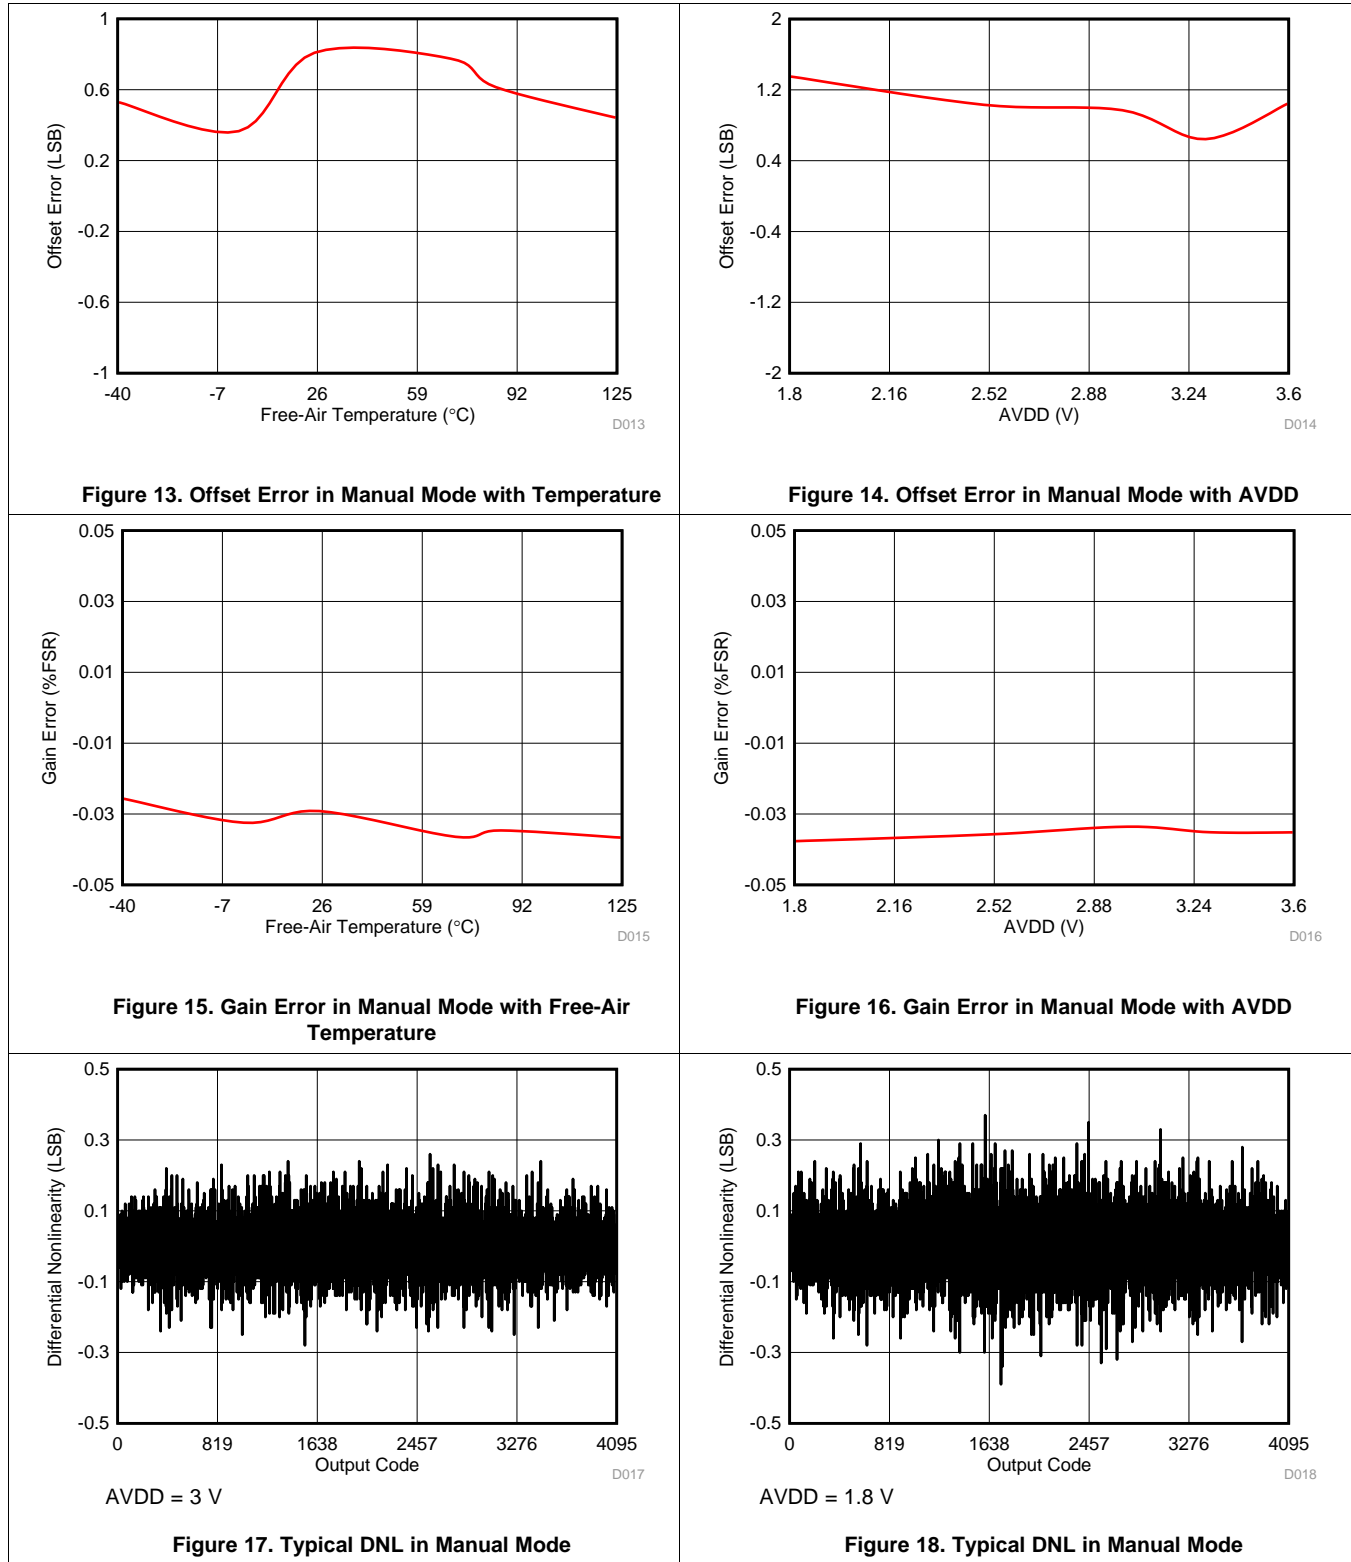 1
0.6
0.2
-0.2
-0.6
-1
Offset Error (LSB)
-40 -7 26 59 92 125
Free-Air Temperature (°C)
D013
Figure 13. Offset Error in Manual Mode with Temperature
2
1.2
0.4
-0.4
-1.2
-2
Offset Error (LSB)
1.8 2.16 2.52 2.88 3.24 3.6
AVDD (V)
D014
Figure 14. Offset Error in Manual Mode with AVDD
0.05
0.03
0.01
-0.01
-0.03
-0.05
Gain Error (%FSR)
-40 -7 26 59 92 125
Free-Air Temperature (°C)
D015
Figure 15. Gain Error in Manual Mode with Free-Air
Temperature
0.05
0.03
0.01
-0.01
-0.03
-0.05
Gain Error (%FSR)
1.8 2.16 2.52 2.88 3.24 3.6
AVDD (V)
D016
Figure 16. Gain Error in Manual Mode with AVDD
0.5
0.3
0.1
-0.1
-0.3
-0.5
Differential Nonlinearity (LSB)
0 819 1638 2457 3276 4095
Output Code
D017
AVDD = 3 V
Figure 17. Typical DNL in Manual Mode
0.5
0.3
0.1
-0.1
-0.3
-0.5
Differential Nonlinearity (LSB)
0 819 1638 2457 3276 4095
Output Code
D018
AVDD = 1.8 V
Figure 18. Typical DNL in Manual Mode